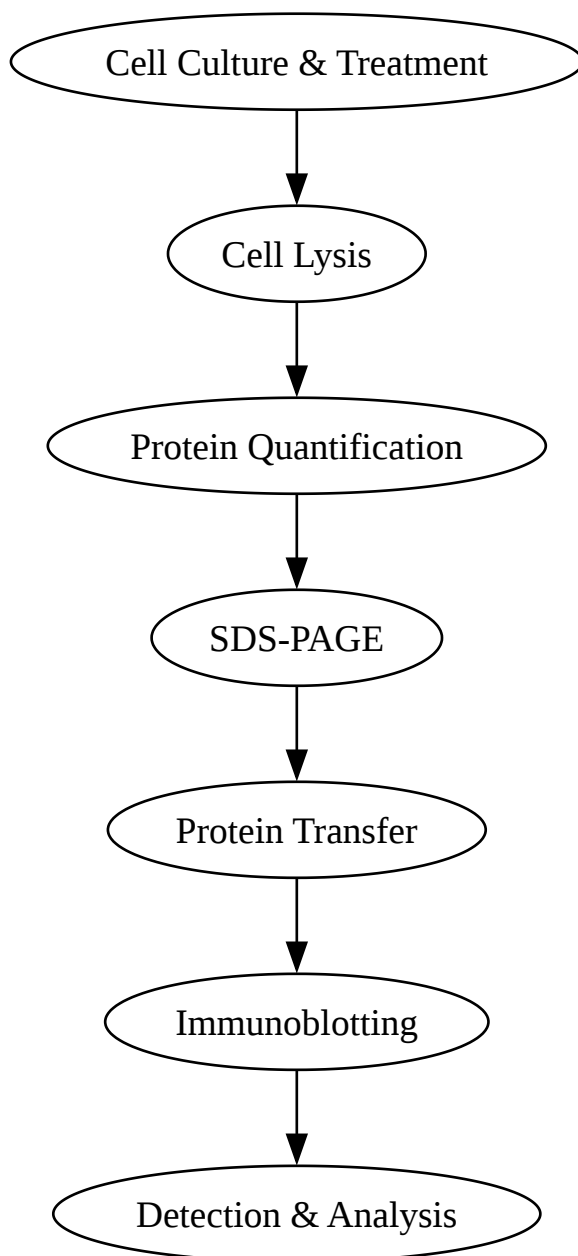 Cell Culture & Treatment
Cell Lysis
Protein Quantification
SDS-PAGE
Protein Transfer
Immunoblotting
Detection & Analysis